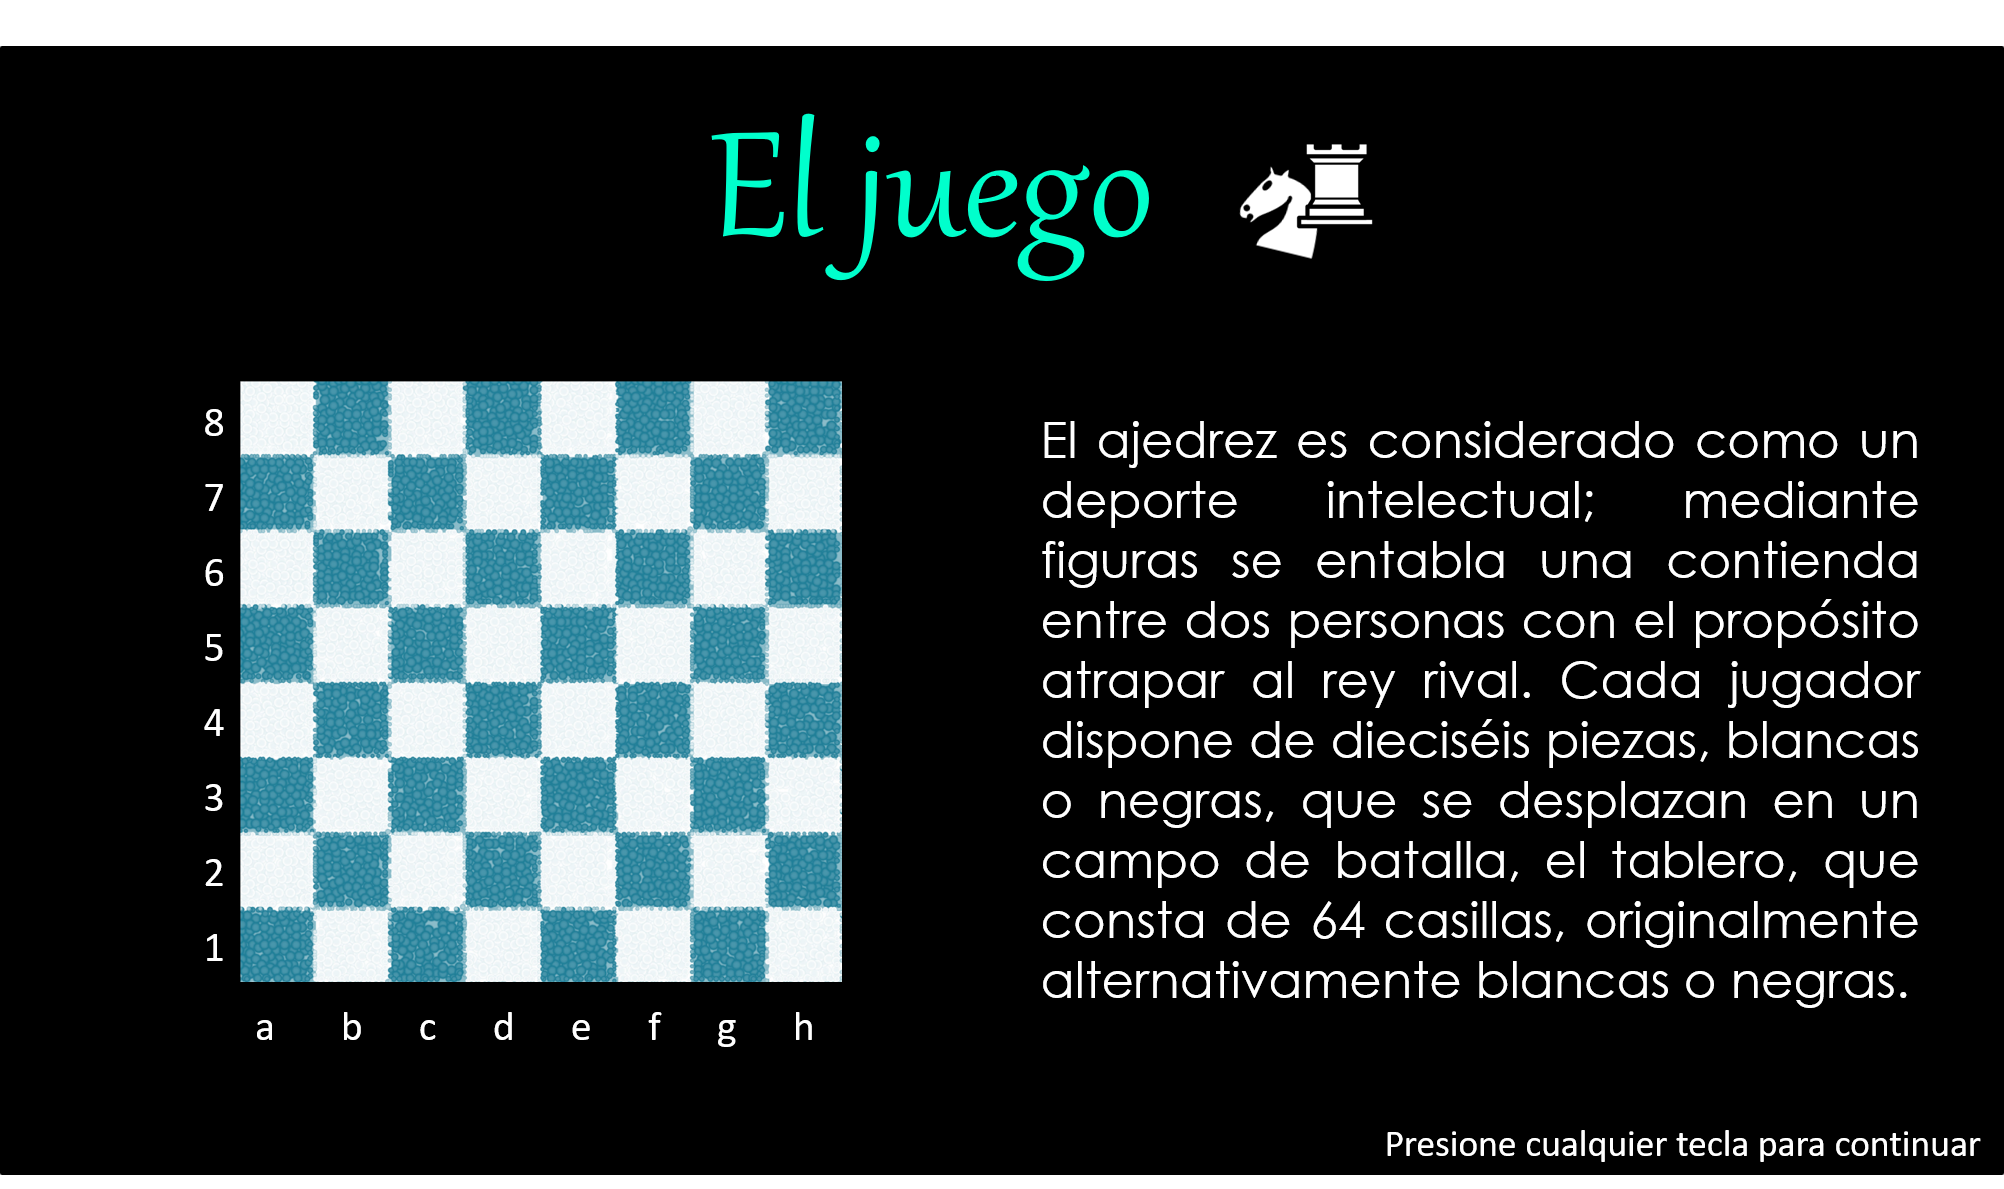 El juego
8
7
6
5
4
3
2
1
a b c d e f g h
El ajedrez es considerado como un
deporte intelectual; mediante
figuras se entabla una contienda
entre dos personas con el propósito
atrapar al rey rival. Cada jugador
dispone de dieciséis piezas, blancas
o negras, que se desplazan en un
campo de batalla, el tablero, que
consta de 64 casillas, originalmente
alternativamente blancas o negras.
Presione cualquier tecla para continuar